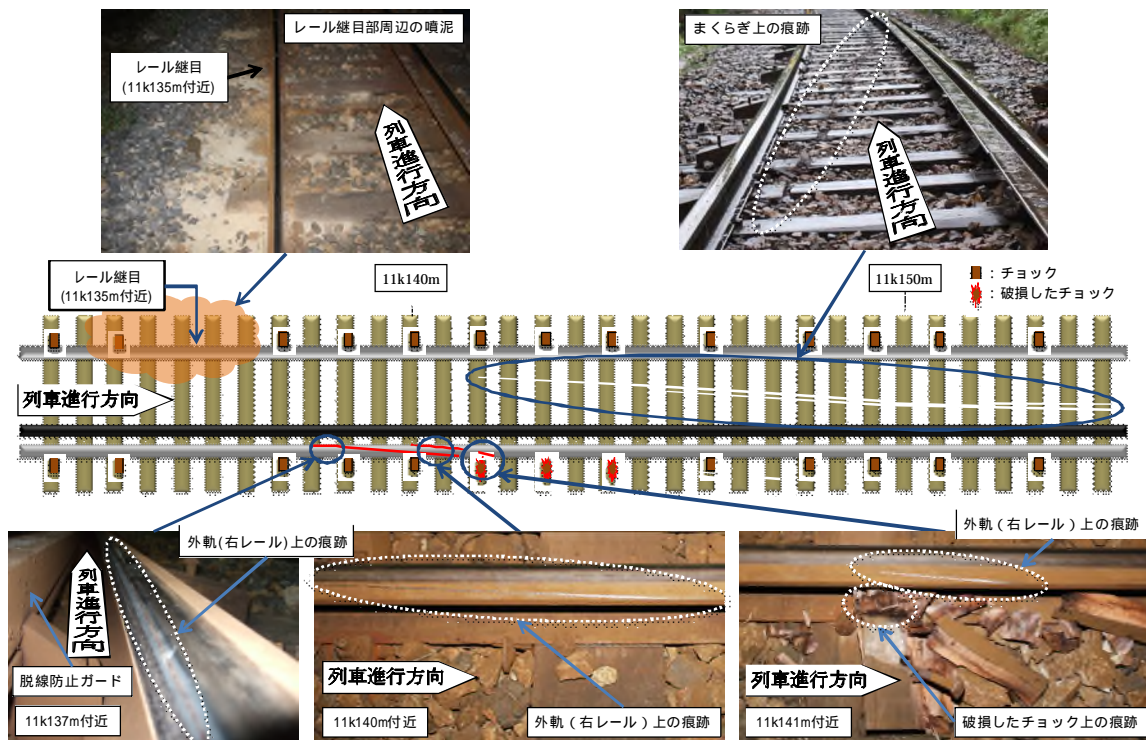 レール継目部周辺の噴泥
レール継目
(11k135m付近)
列車進行方向
まくらぎ上の痕跡
列車進行方向
レール継目
(11k135m付近)
11k140m
11k150m
：チョック
：破損したチョック
列車進行方向
外軌(右レール)上の痕跡
列車進行方向
脱線防止ガード
11k137m付近
列車進行方向
11k140m付近
外軌（右レール）上の痕跡
外軌（右レール）上の痕跡
列車進行方向
11k141m付近
破損したチョック上の痕跡